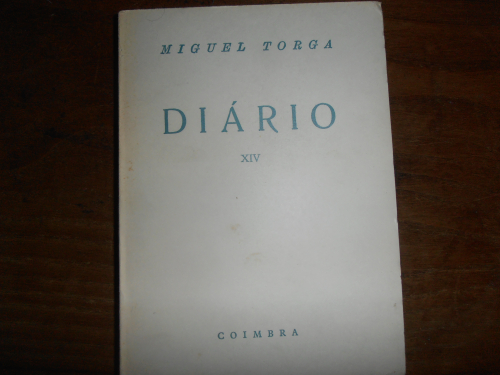 MIGUEL TORGA
DIÁRIO
XIV
COIMBRA